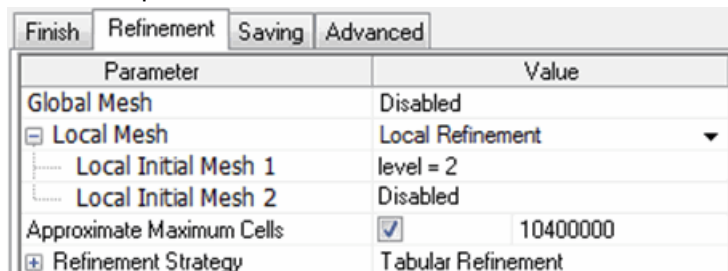 Finish Refinement Saving Advanced
Parameter Value
Global Mesh Disabled
Local Mesh Local Refinement
Local Initial Mesh 1 level = 2
Local Initial Mesh 2 Disabled
Approximate Maximum Cells 10400000
Refinement Strategy Tabular Refinement